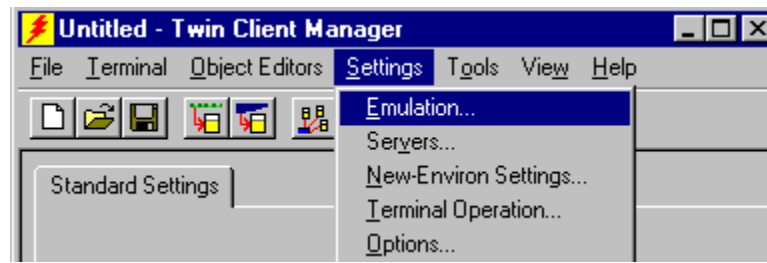 Untitled - Twin Client Manager
File Terminal Object Editors Settings Tools View Help
Emulation...
Servers...
Standard Settings
New-Environ Settings...
Terminal Operation...
Options...